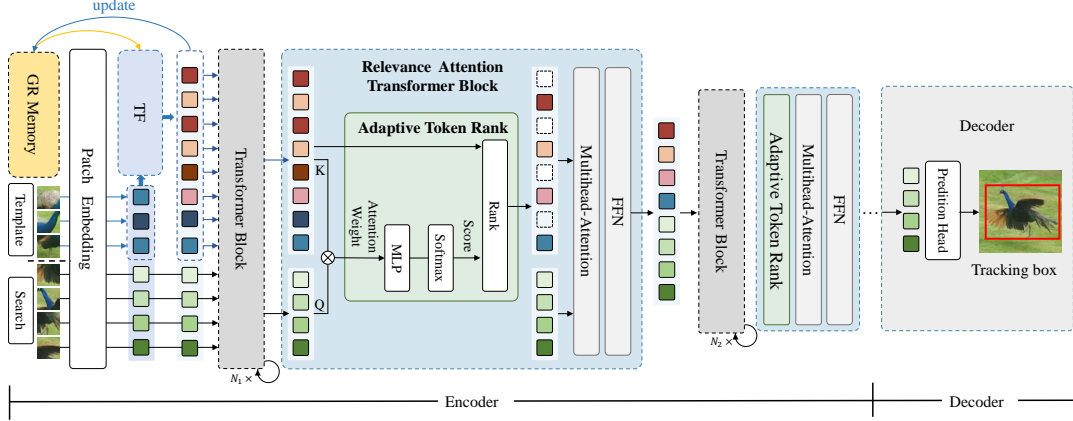 update
GR Memory
Template
Search
Patch Embedding
TF
Transformer Block
N₁ ×
Relevance Attention
Transformer Block
Adaptive Token Rank
K
Q
Attention
Weight
MLP
Softmax
Score
Rank
Multihead-Attention
FFN
Transformer Block
N₂ ×
Adaptive Token Rank
Multihead-Attention
FFN
Decoder
Predition Head
Tracking box
Encoder
Decoder